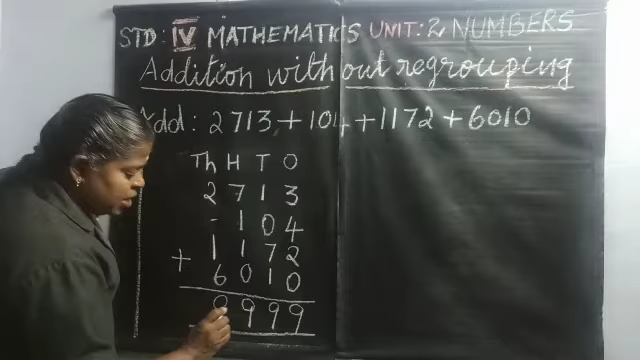 STD: IV MATHEMATICS UNIT: 2 NUMBERS
Addition without regrouping
Add: 2713 + 104 + 1172 + 6010
Th H T O
2 7 1 3
- 1 0 4
+ 1 1 7 2
6 0 1 0
9 9 9